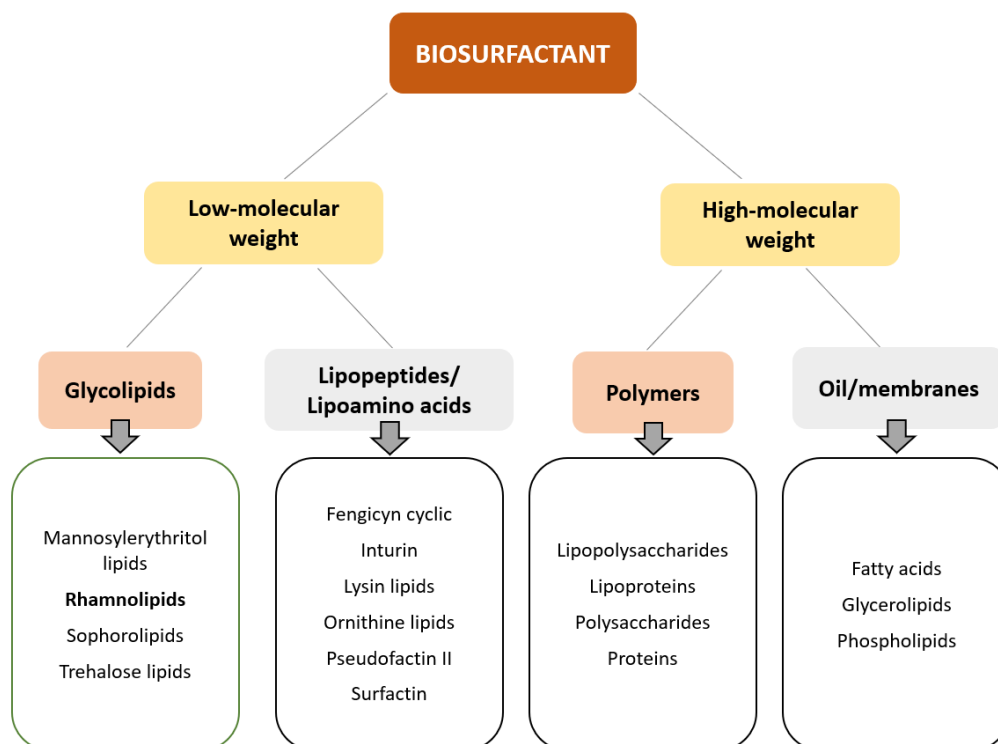 BIOSURFACTANT
Low-molecular
weight
High-molecular
weight
Glycolipids
Lipopeptides/
Lipoamino acids
Polymers
Oil/membranes
Mannosylerythritol
lipids
Rhamnolipids
Sophorolipids
Trehalose lipids
Fengicyn cyclic
Inturin
Lysin lipids
Ornithine lipids
Pseudofactin II
Surfactin
Lipopolysaccharides
Lipoproteins
Polysaccharides
Proteins
Fatty acids
Glycerolipids
Phospholipids